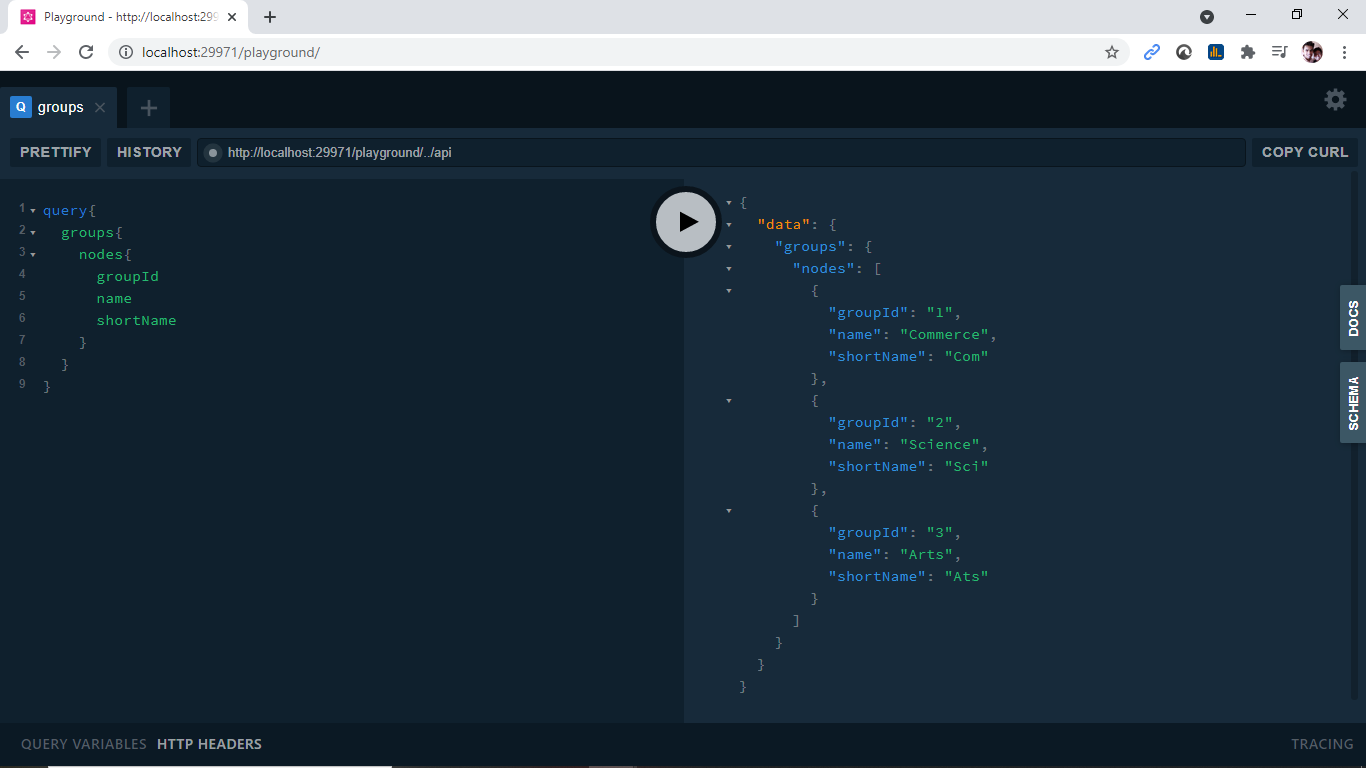 Playground - http://localhost:299
localhost:29971/playground/
Q groups
PRETTIFY HISTORY http://localhost:29971/playground/../api COPY CURL
1 query{
2 groups{
3 nodes{
4 groupId
5 name
6 shortName
7 }
8 }
9 }
{
"data": {
"groups": {
"nodes": [
{
"groupId": "1",
"name": "Commerce",
"shortName": "Com"
},
{
"groupId": "2",
"name": "Science",
"shortName": "Sci"
},
{
"groupId": "3",
"name": "Arts",
"shortName": "Ats"
}
]
}
}
}
DOCS
SCHEMA
QUERY VARIABLES HTTP HEADERS TRACING